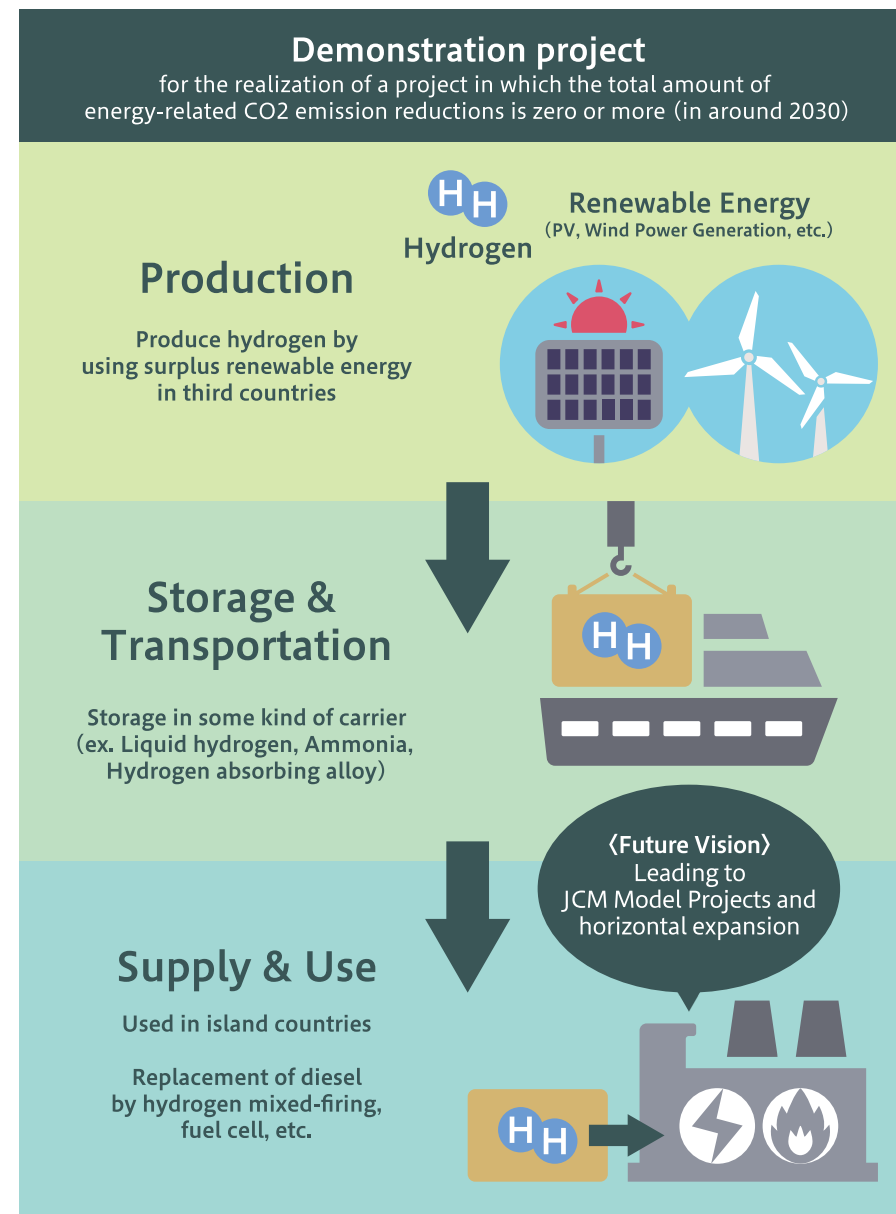 Demonstration project
for the realization of a project in which the total amount of
energy-related CO2 emission reductions is zero or more (in around 2030)
H H
Hydrogen
Renewable Energy
(PV, Wind Power Generation, etc.)
Production
Produce hydrogen by
using surplus renewable energy
in third countries
Storage &
Transportation
Storage in some kind of carrier
(ex. Liquid hydrogen, Ammonia,
Hydrogen absorbing alloy)
H H
〈Future Vision〉
Leading to
JCM Model Projects and
horizontal expansion
Supply & Use
Used in island countries
Replacement of diesel
by hydrogen mixed-firing,
fuel cell, etc.
H H